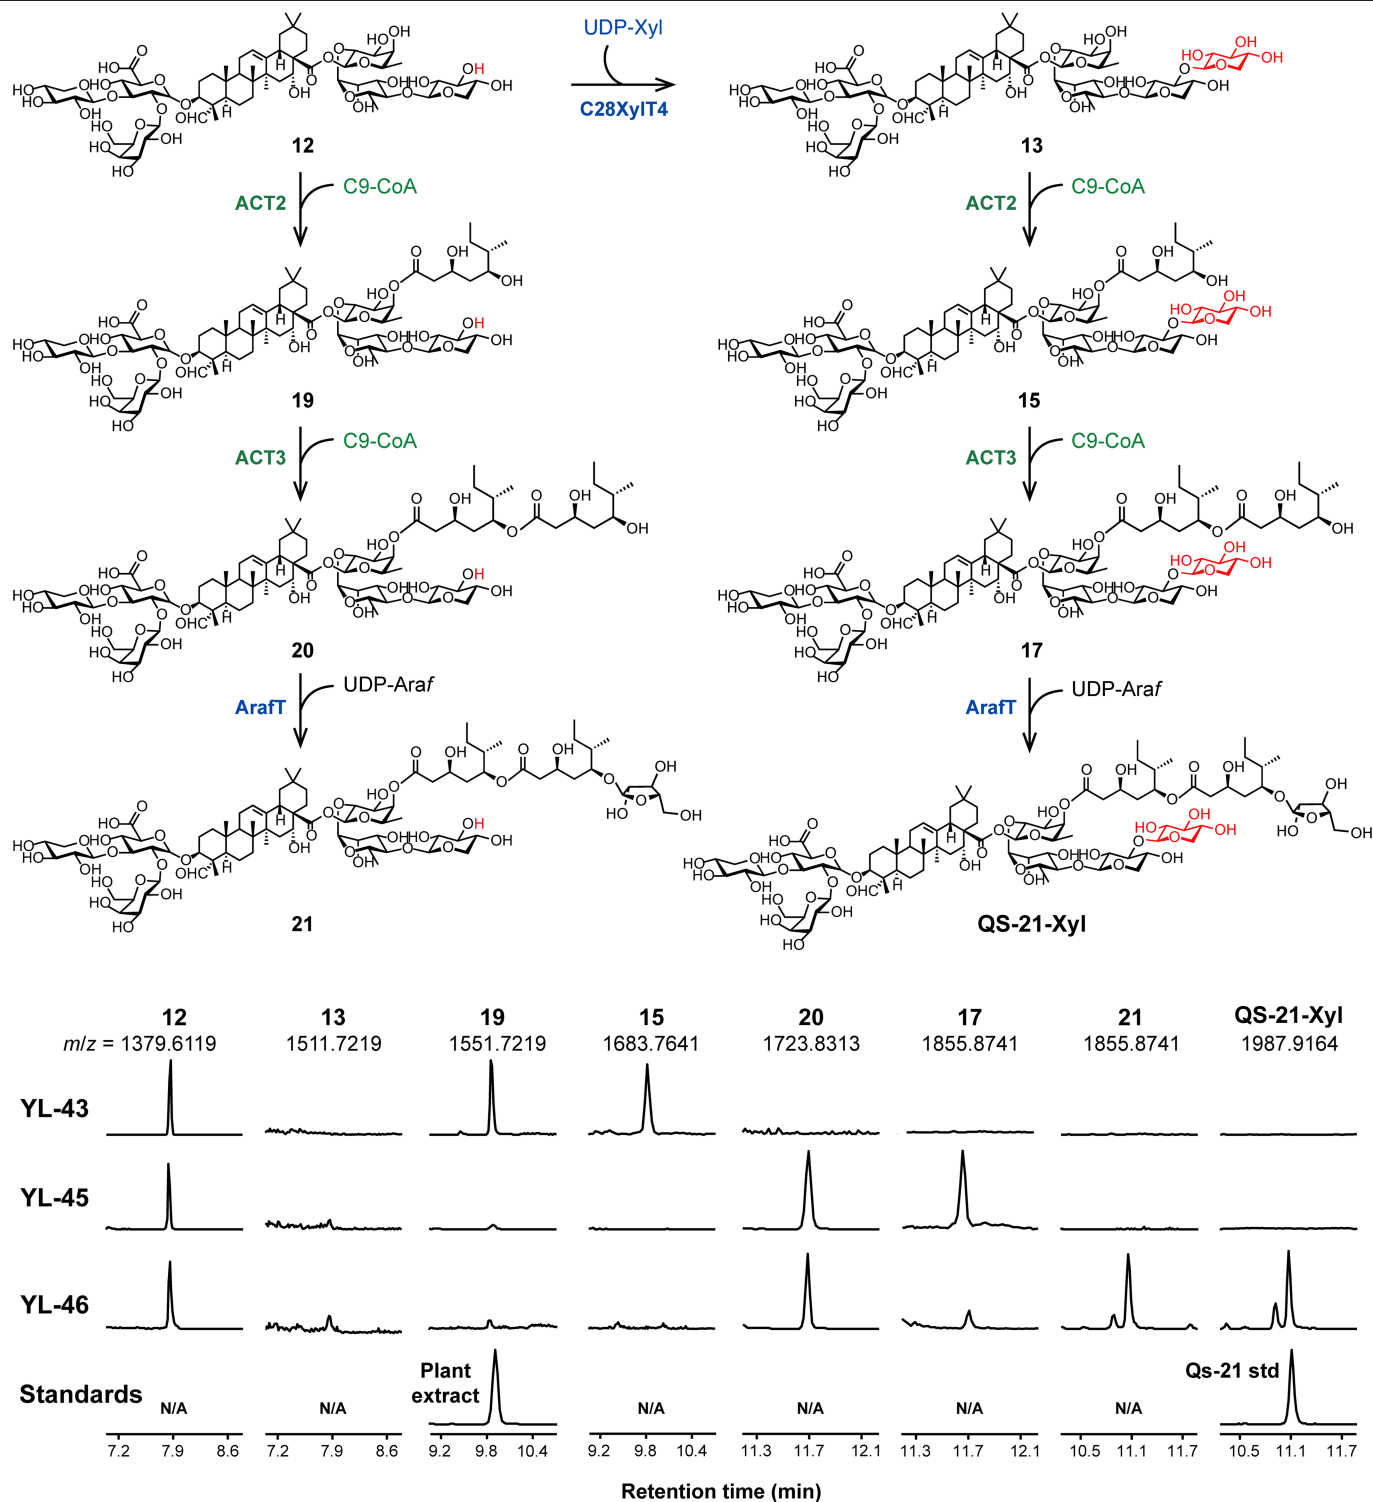 UDP-Xyl
C28XylT4
12
13
ACT2
C9-CoA
ACT2
C9-CoA
19
15
ACT3
C9-CoA
ACT3
C9-CoA
20
17
ArafT
UDP-Araf
ArafT
UDP-Araf
21
QS-21-Xyl
12 13 19 15 20 17 21 QS-21-Xyl
m/z = 1379.6119 1511.7219 1551.7219 1683.7641 1723.8313 1855.8741 1855.8741 1987.9164
YL-43
YL-45
YL-46
Plant
extract
Qs-21 std
Standards
N/A N/A N/A N/A N/A N/A
7.2 7.9 8.6 7.2 7.9 8.6 9.2 9.8 10.4 9.2 9.8 10.4 11.3 11.7 12.1 11.3 11.7 12.1 10.5 11.1 11.7 10.5 11.1 11.7
Retention time (min)